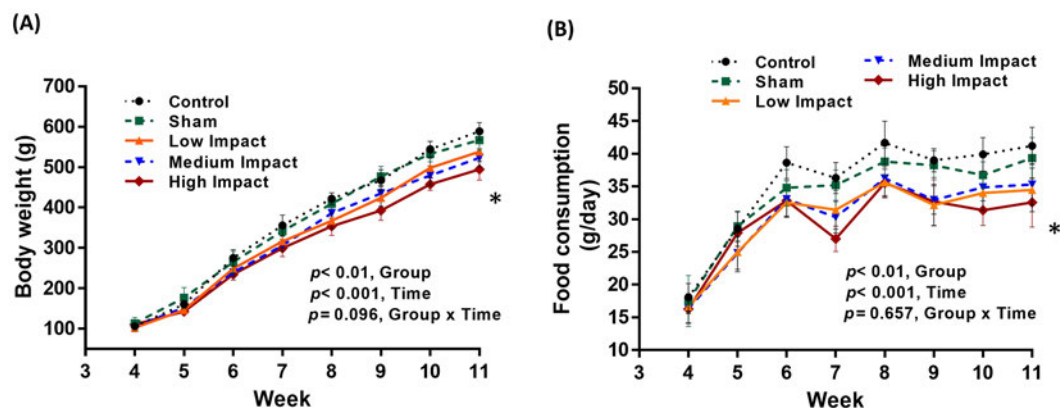 (A)
Body weight (g)
700
600
500
400
300
200
100
Control
Sham
Low Impact
Medium Impact
High Impact
*
p< 0.01, Group
p< 0.001, Time
p= 0.096, Group x Time
3 4 5 6 7 8 9 10 11
Week
(B)
Control
Sham
Low Impact
Medium Impact
High Impact
Food consumption
(g/day)
50
45
40
35
30
25
20
15
10
*
p< 0.01, Group
p< 0.001, Time
p= 0.657, Group x Time
3 4 5 6 7 8 9 10 11
Week